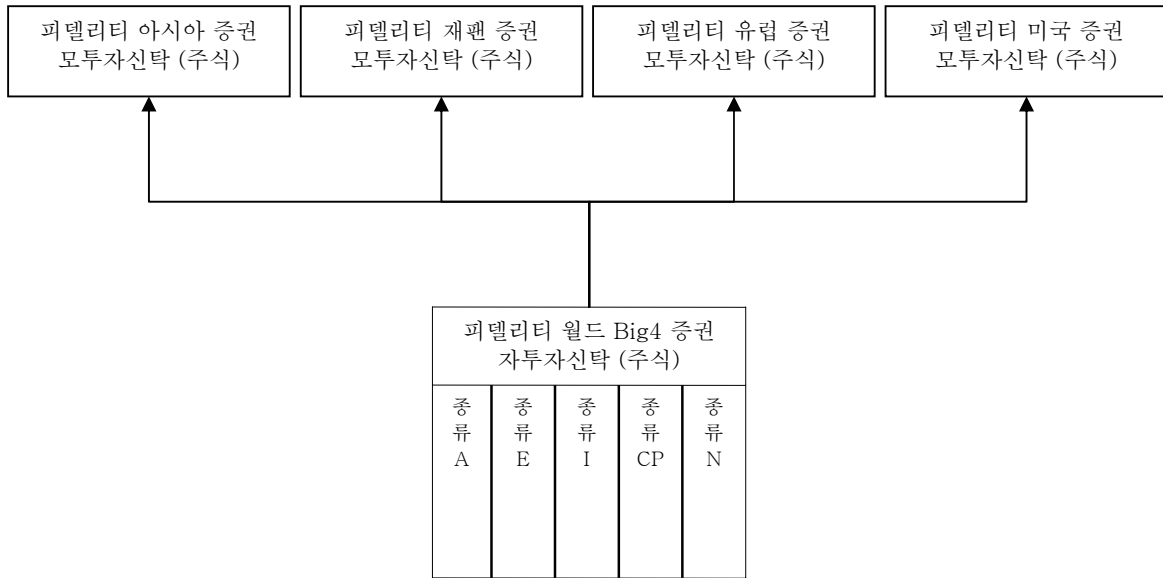 피델리티 아시아 증권
모투자신탁 (주식)
피델리티 재팬 증권
모투자신탁 (주식)
피델리티 유럽 증권
모투자신탁 (주식)
피델리티 미국 증권
모투자신탁 (주식)
피델리티 월드 Big4 증권
자투자신탁 (주식)
종
류
A
종
류
E
종
류
I
종
류
CP
종
류
N